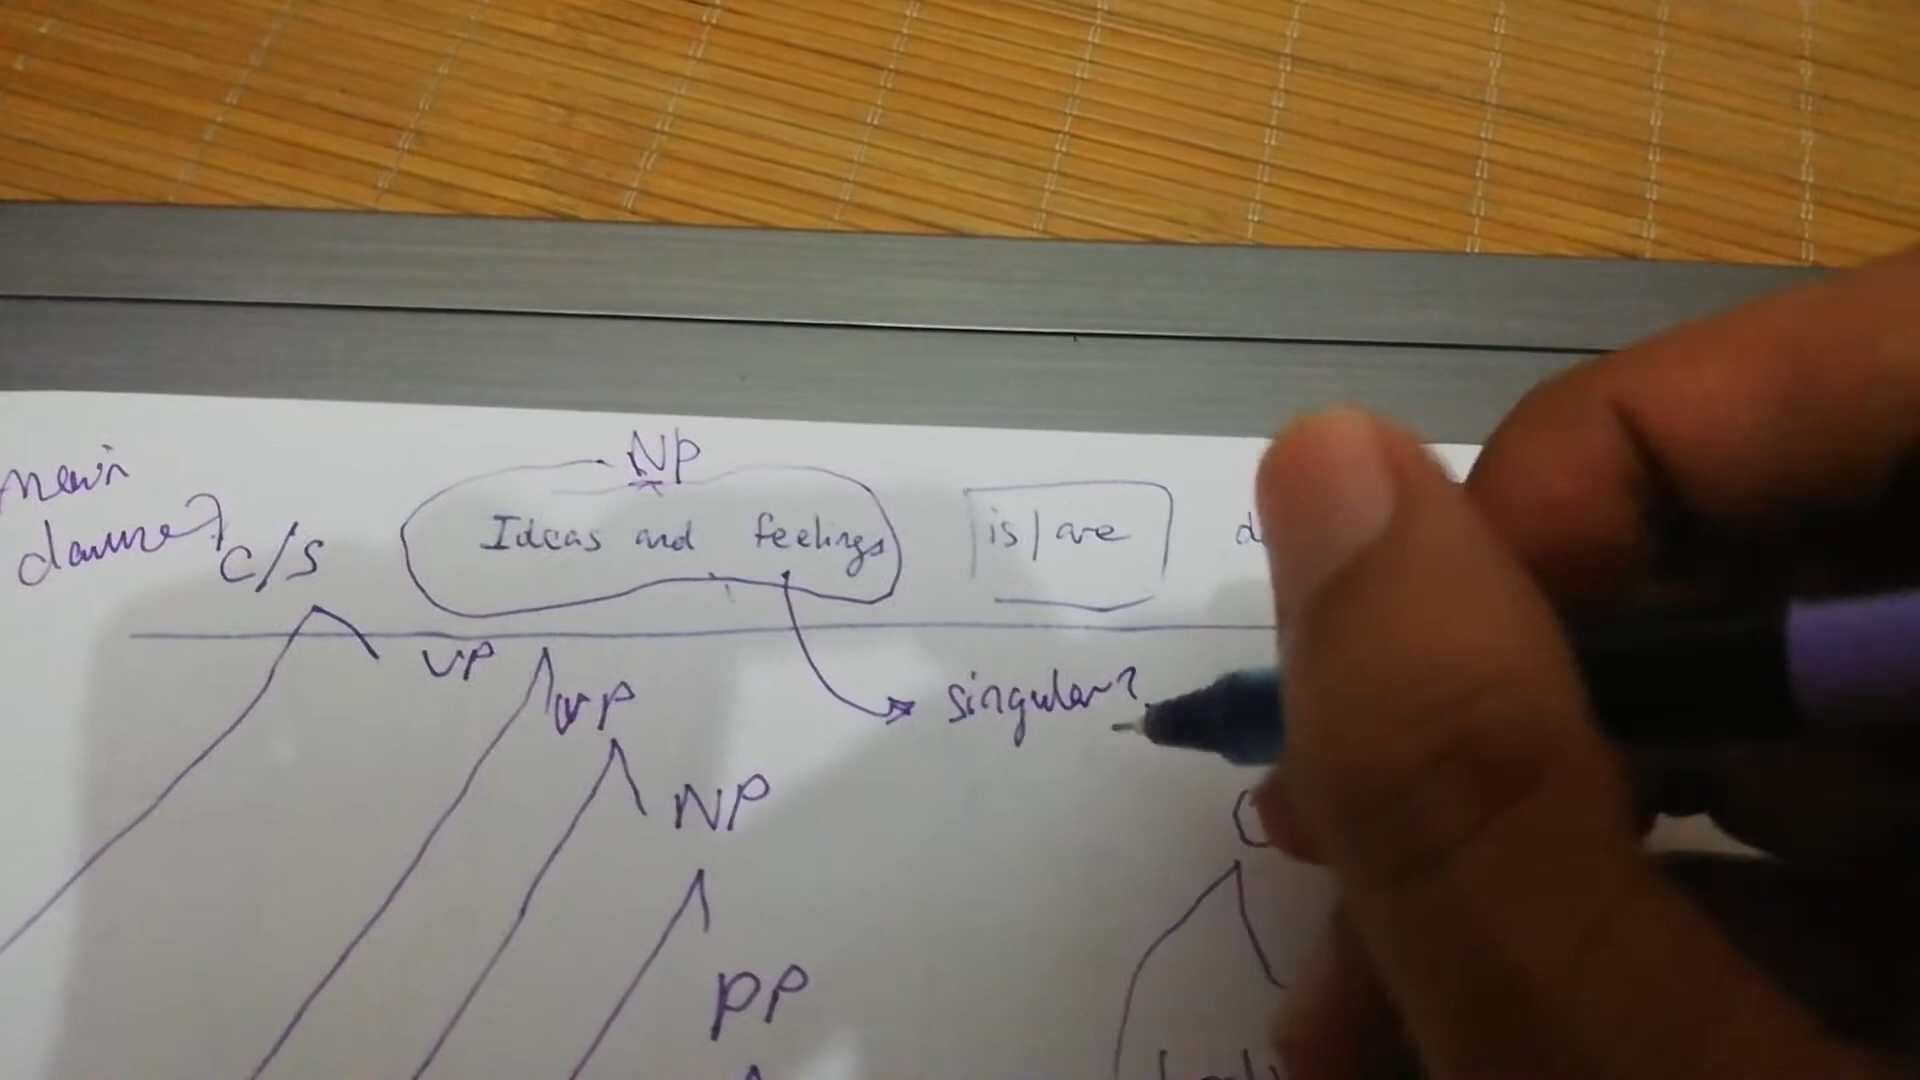 NP
main
clause?
C/S
Ideas and feelings
is/are
VP
VP
singular?
NP
PP